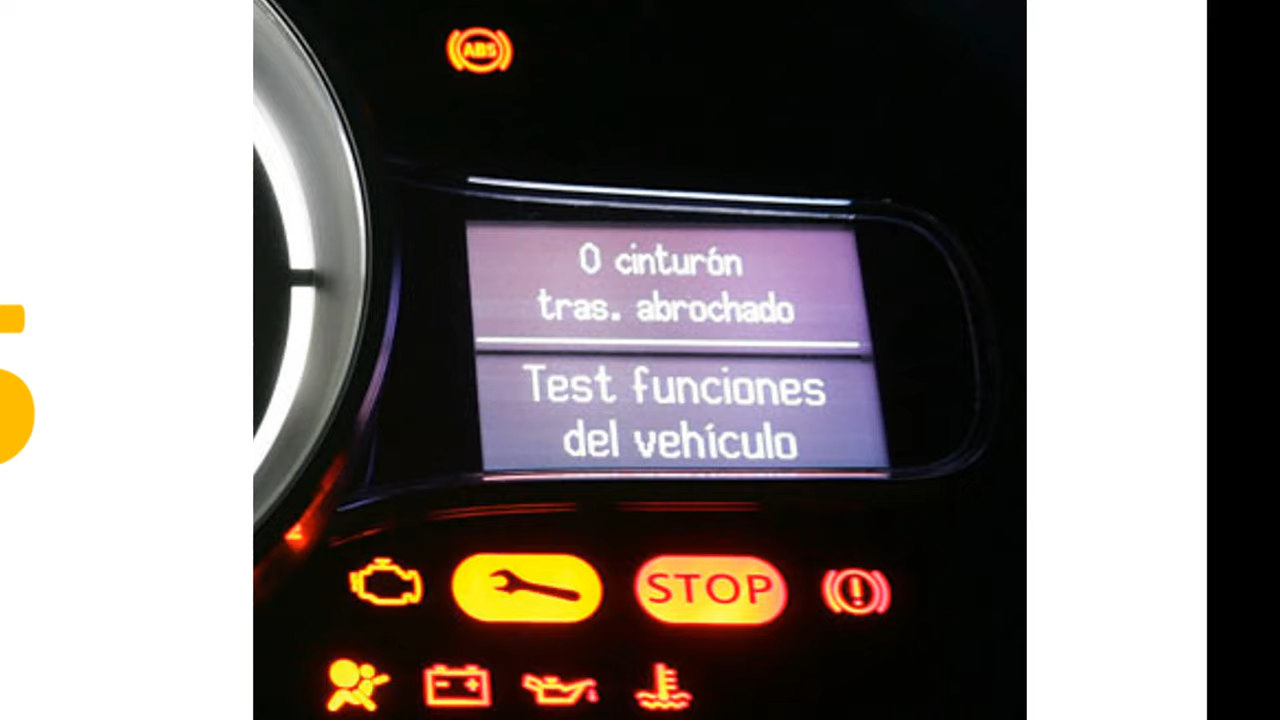 ABS
0 cinturón
tras. abrochado
Test funciones
del vehículo
STOP